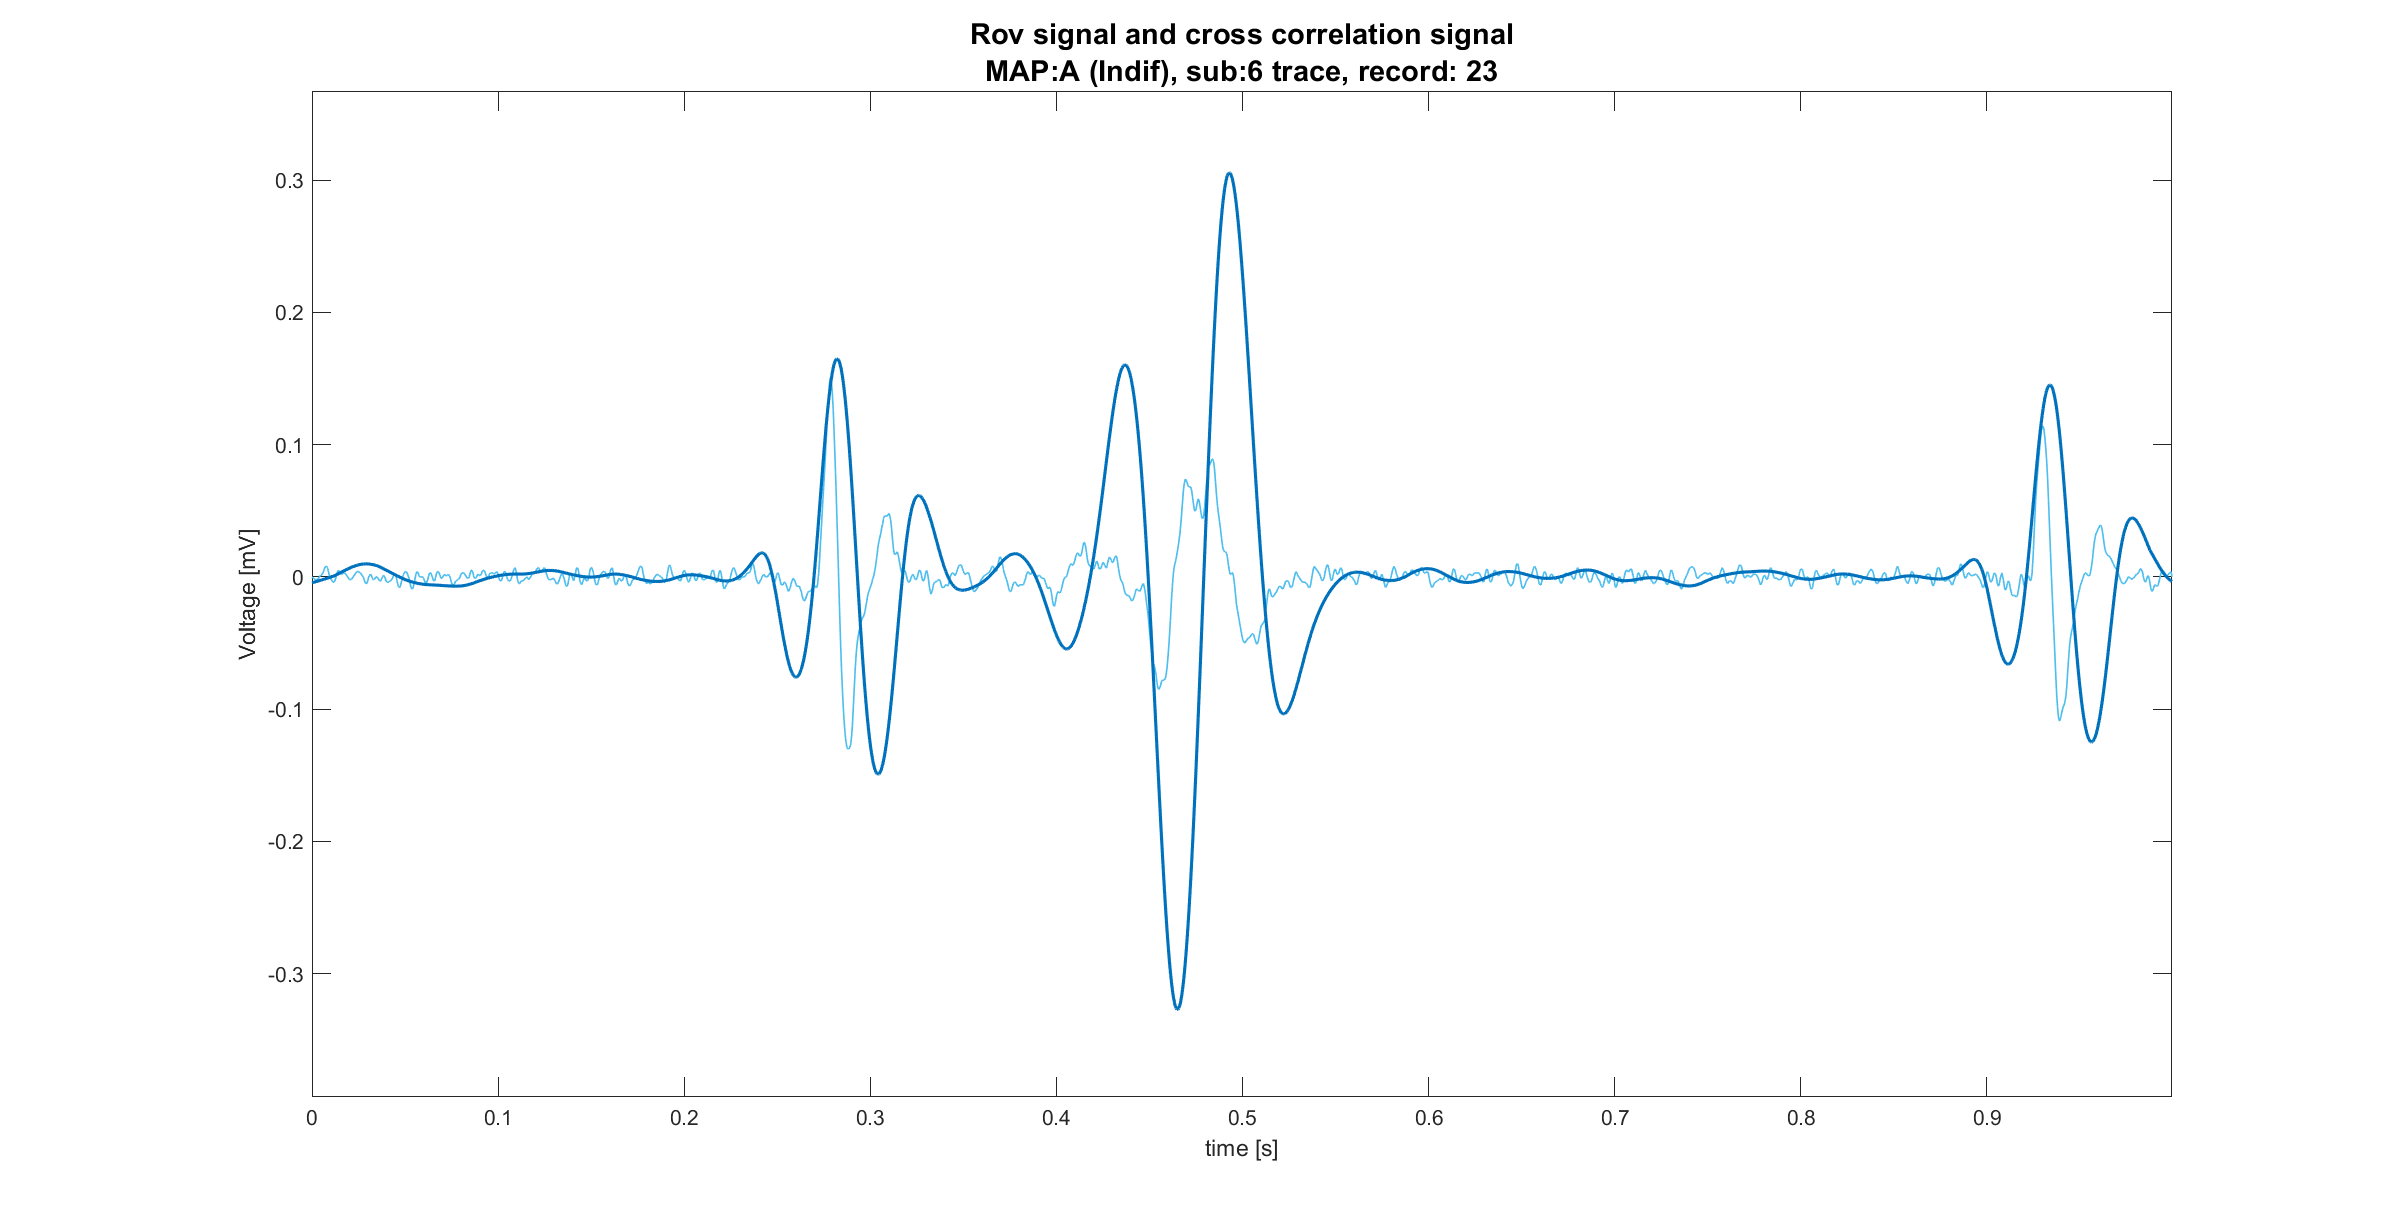 Rov signal and cross correlation signal
MAP:A (Indif), sub:6 trace, record: 23
0.3
0.2
0.1
0
-0.1
-0.2
-0.3
Voltage [mV]
0 0.1 0.2 0.3 0.4 0.5 0.6 0.7 0.8 0.9
time [s]